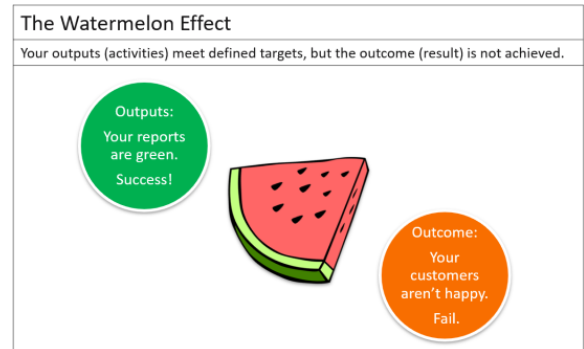 The Watermelon Effect
Your outputs (activities) meet defined targets, but the outcome (result) is not achieved.
Outputs:
Your reports
are green.
Success!
Outcome:
Your
customers
aren't happy.
Fail.